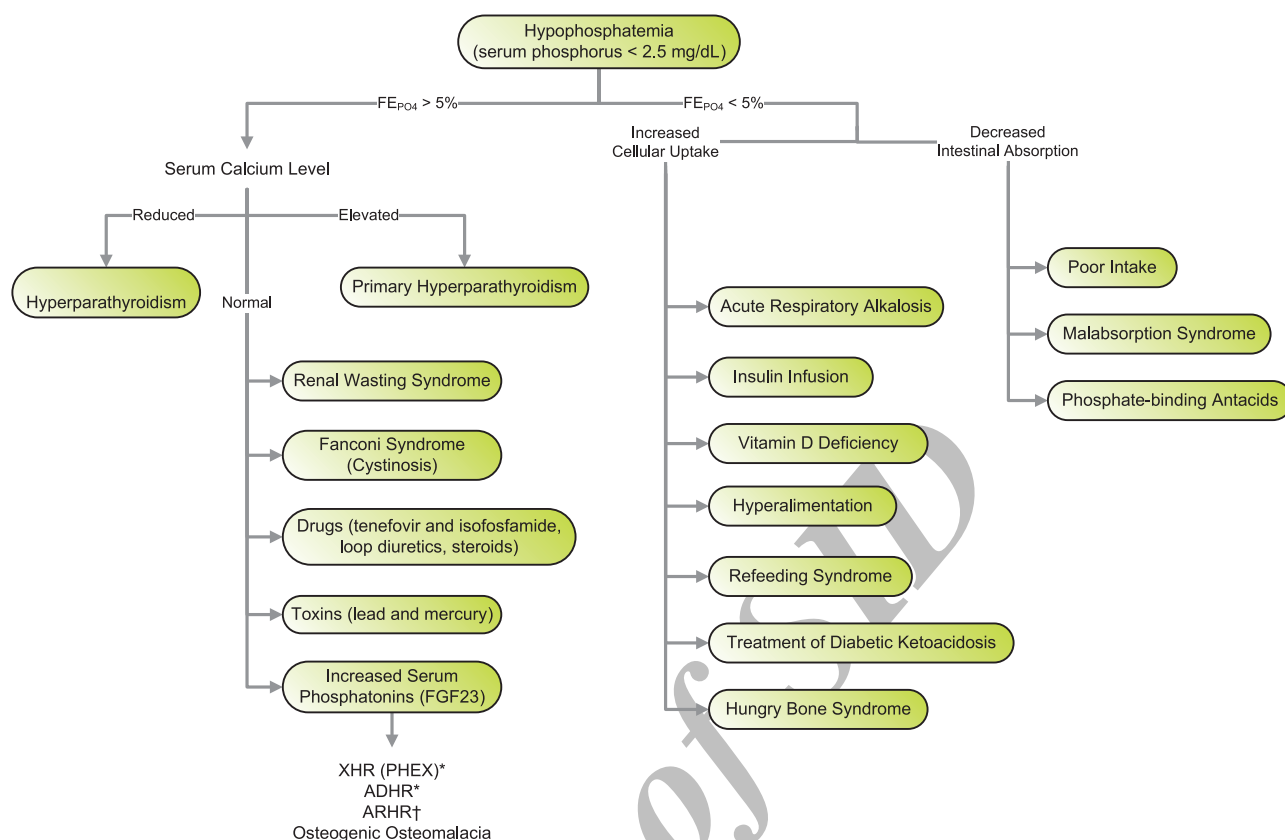 Hypophosphatemia
(serum phosphorus < 2.5 mg/dL)
FEPO4 > 5%
FEPO4 < 5%
Serum Calcium Level
Increased
Cellular Uptake
Decreased
Intestinal Absorption
Reduced
Elevated
Normal
Hyperparathyroidism
Primary Hyperparathyroidism
Renal Wasting Syndrome
Fanconi Syndrome
(Cystinosis)
Drugs (tenefovir and isofosfamide,
loop diuretics, steroids)
Toxins (lead and mercury)
Increased Serum
Phosphatonins (FGF23)
XHR (PHEX)*
ADHR*
ARHR†
Osteogenic Osteomalacia
Acute Respiratory Alkalosis
Insulin Infusion
Vitamin D Deficiency
Hyperalimentation
Refeeding Syndrome
Treatment of Diabetic Ketoacidosis
Hungry Bone Syndrome
Poor Intake
Malabsorption Syndrome
Phosphate-binding Antacids
of SID